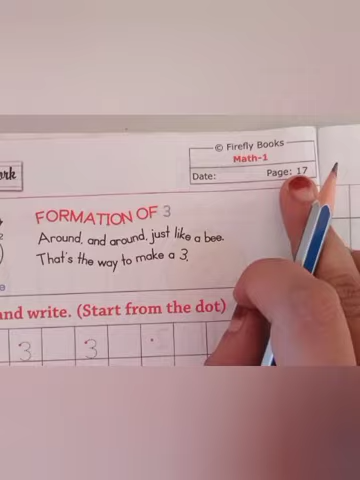 © Firefly Books
Math-1
Date: Page: 17
FORMATION OF 3
Around, and around, just like a bee.
That's the way to make a 3.
and write. (Start from the dot)
3 3